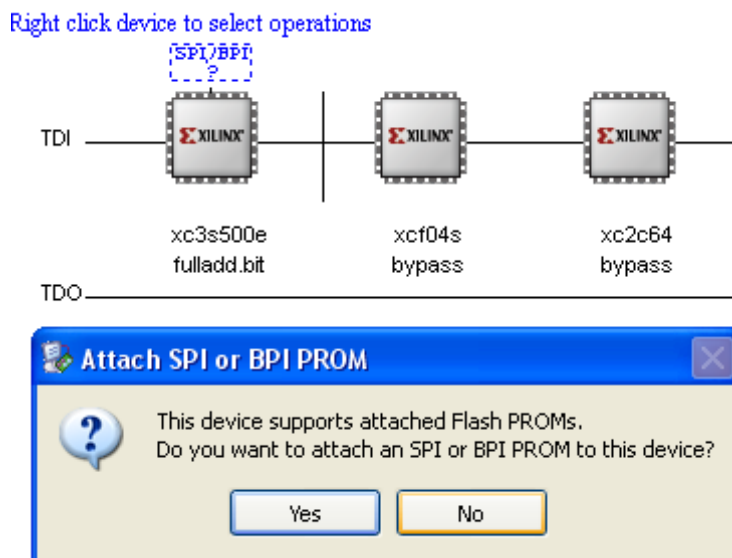 Right click device to select operations
SPI/BPI
?
TDI
XILINX
XILINX
XILINX
xc3s500e
xcf04s
xc2c64
fulladd.bit
bypass
bypass
TDO
Attach SPI or BPI PROM
This device supports attached Flash PROMs.
Do you want to attach an SPI or BPI PROM to this device?
Yes
No